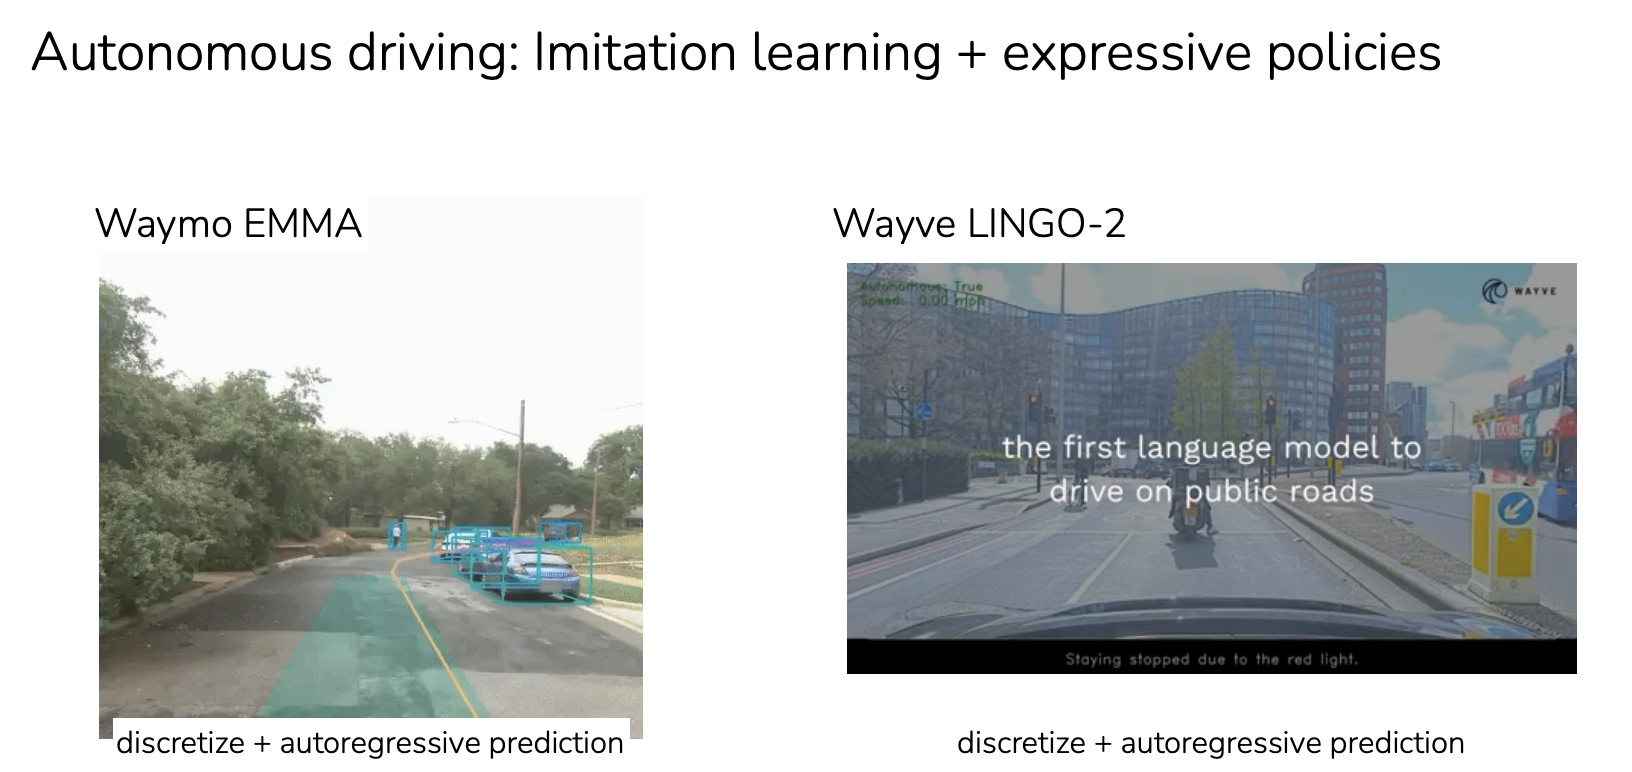 Autonomous driving: Imitation learning + expressive policies
Waymo EMMA
Wayve LINGO-2
Autonomous: True
Speed: 0.00 mph
WAYVE
the first language model to
drive on public roads
Staying stopped due to the red light.
discretize + autoregressive prediction
discretize + autoregressive prediction